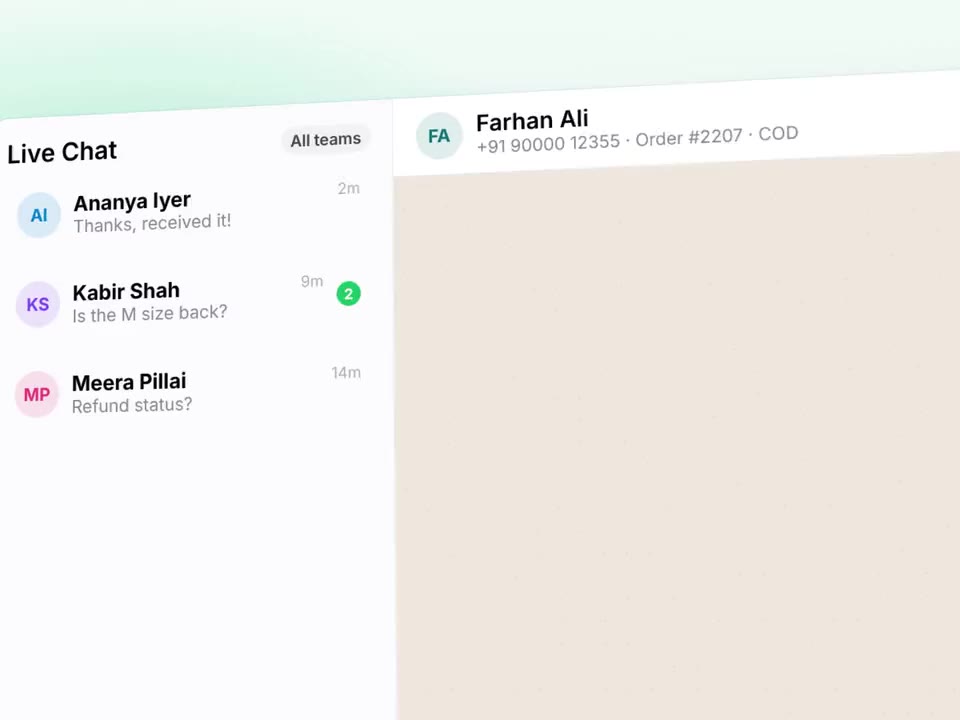 Live Chat
All teams
AI
Ananya Iyer
2m
Thanks, received it!
KS
Kabir Shah
9m
2
Is the M size back?
MP
Meera Pillai
14m
Refund status?
FA
Farhan Ali
+91 90000 12355 · Order #2207 · COD